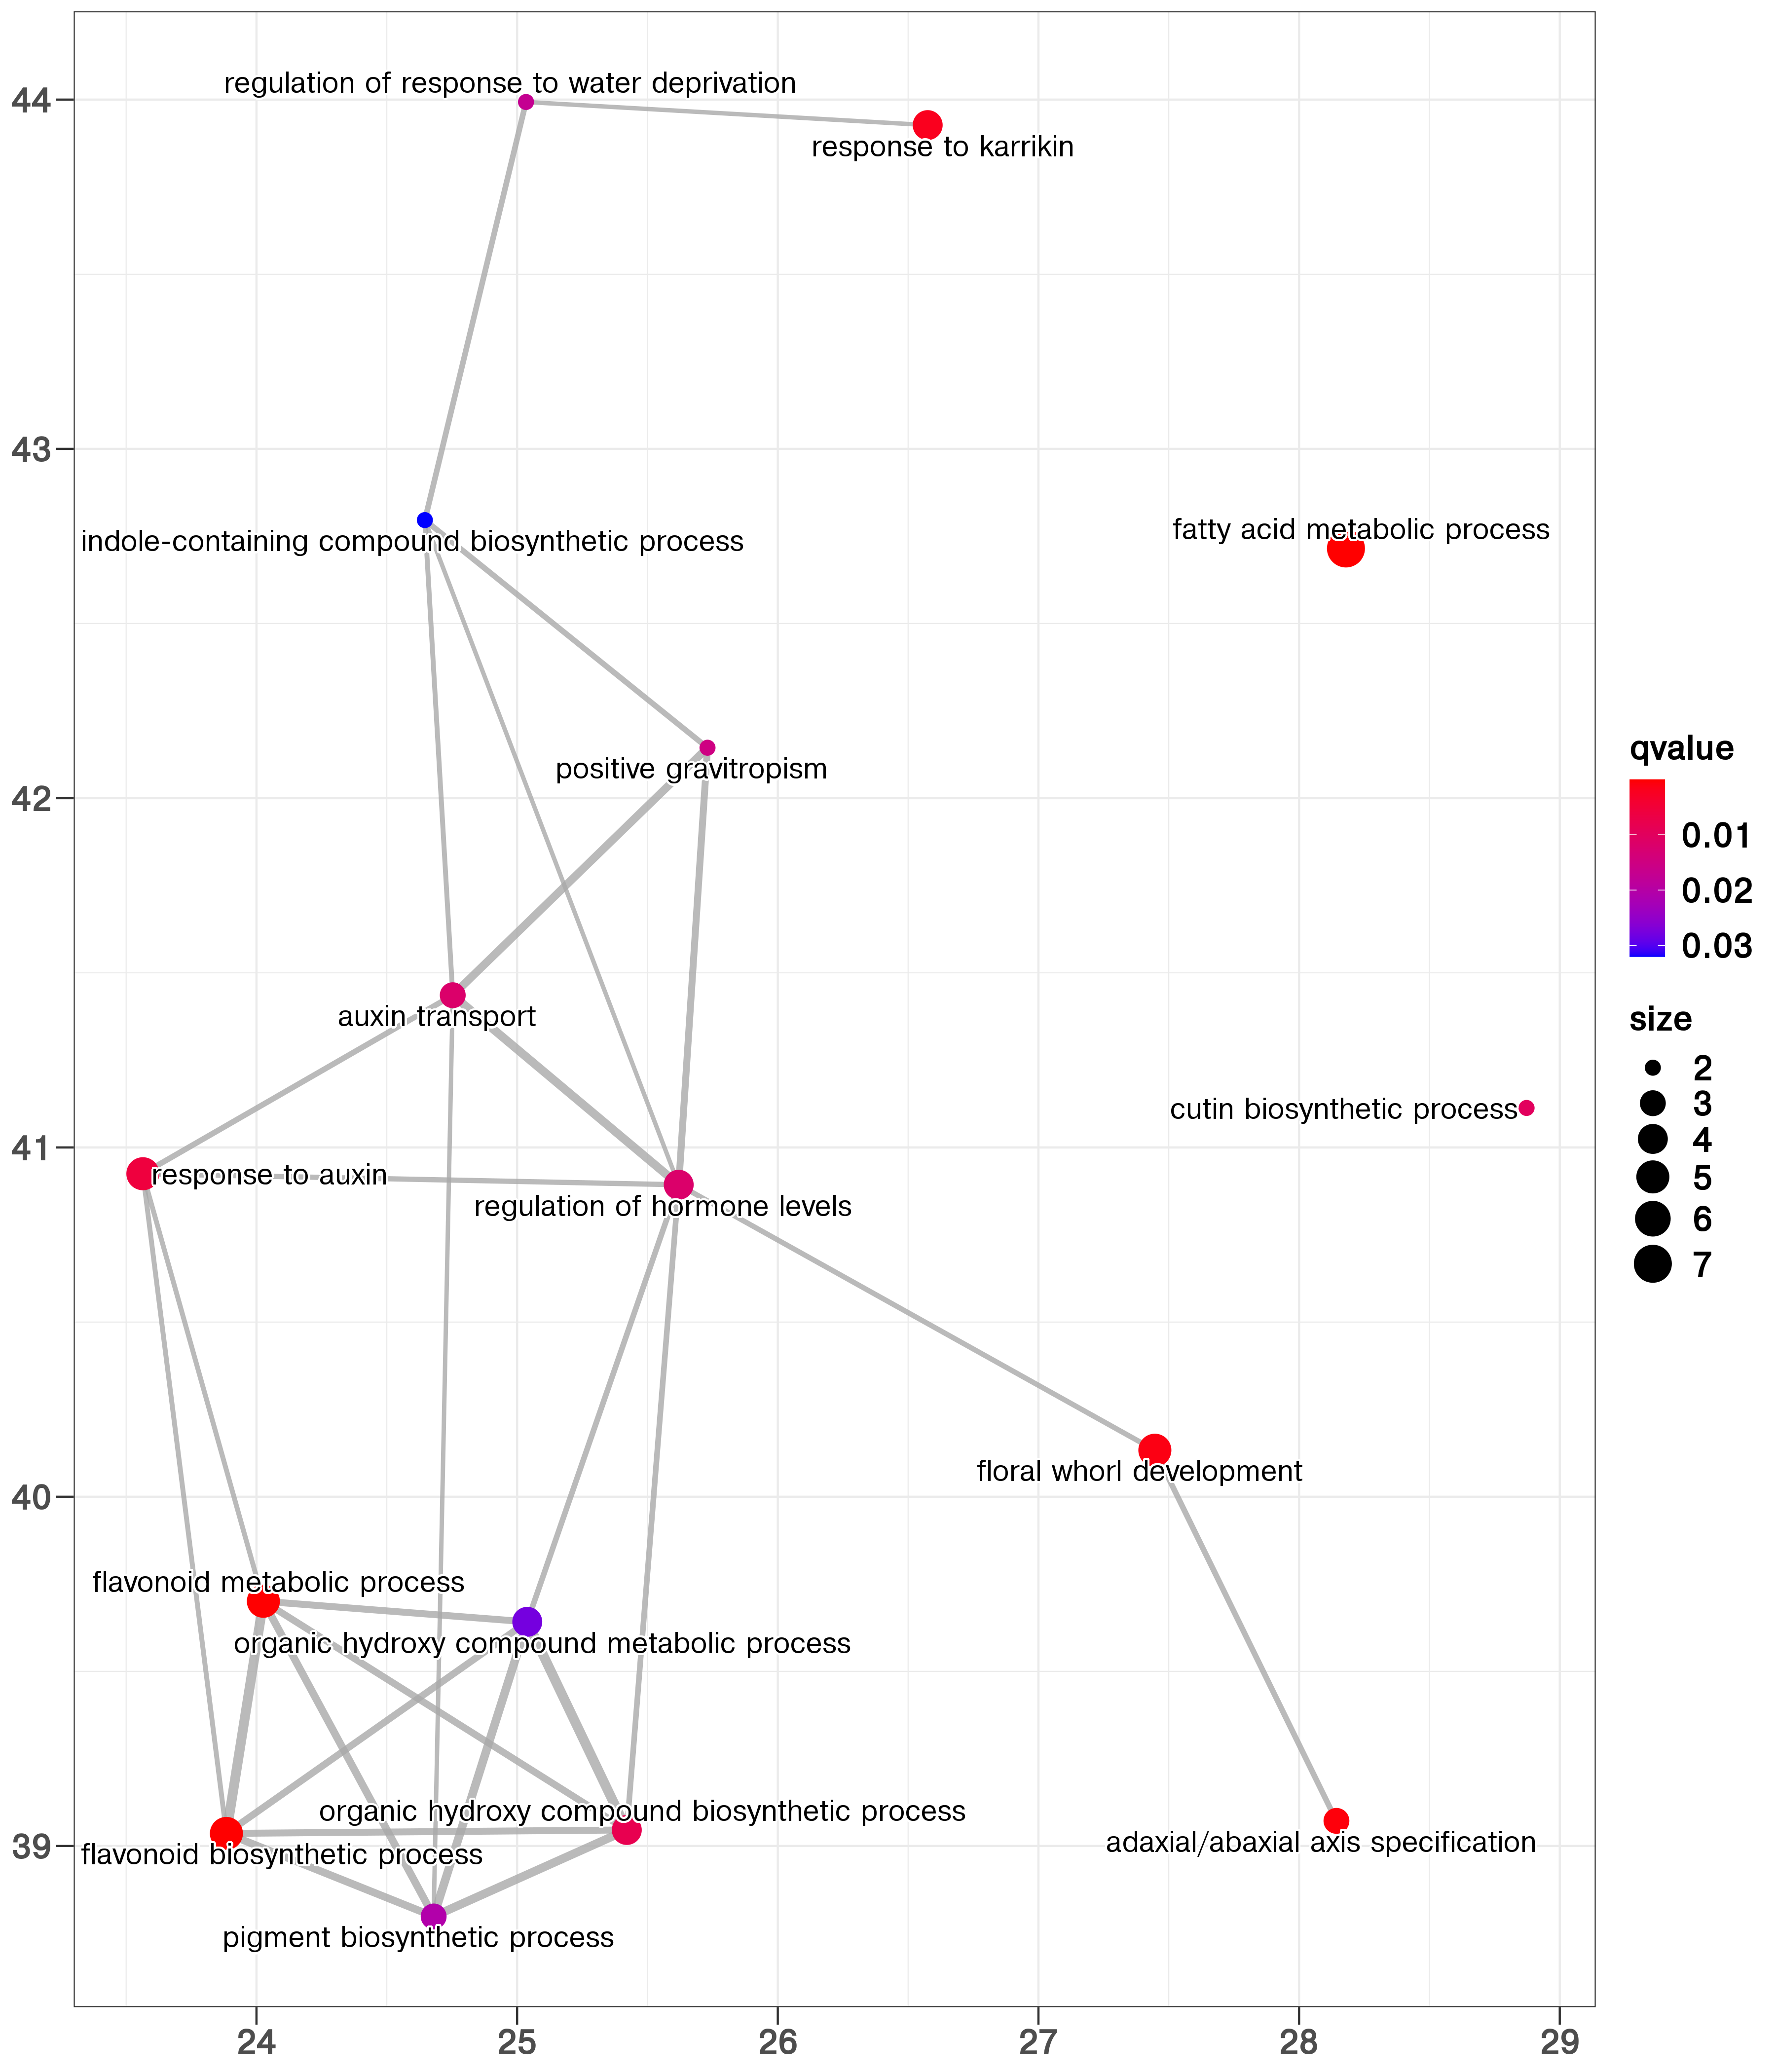 regulation of response to water deprivation
response to karrikin
indole-containing compound biosynthetic process
fatty acid metabolic process
positive gravitropism
auxin transport
cutin biosynthetic process
response to auxin
regulation of hormone levels
floral whorl development
flavonoid metabolic process
organic hydroxy compound metabolic process
organic hydroxy compound biosynthetic process
adaxial/abaxial axis specification
flavonoid biosynthetic process
pigment biosynthetic process
44
43
42
41
40
39
24
25
26
27
28
29
qvalue
0.01
0.02
0.03
size
2
3
4
5
6
7